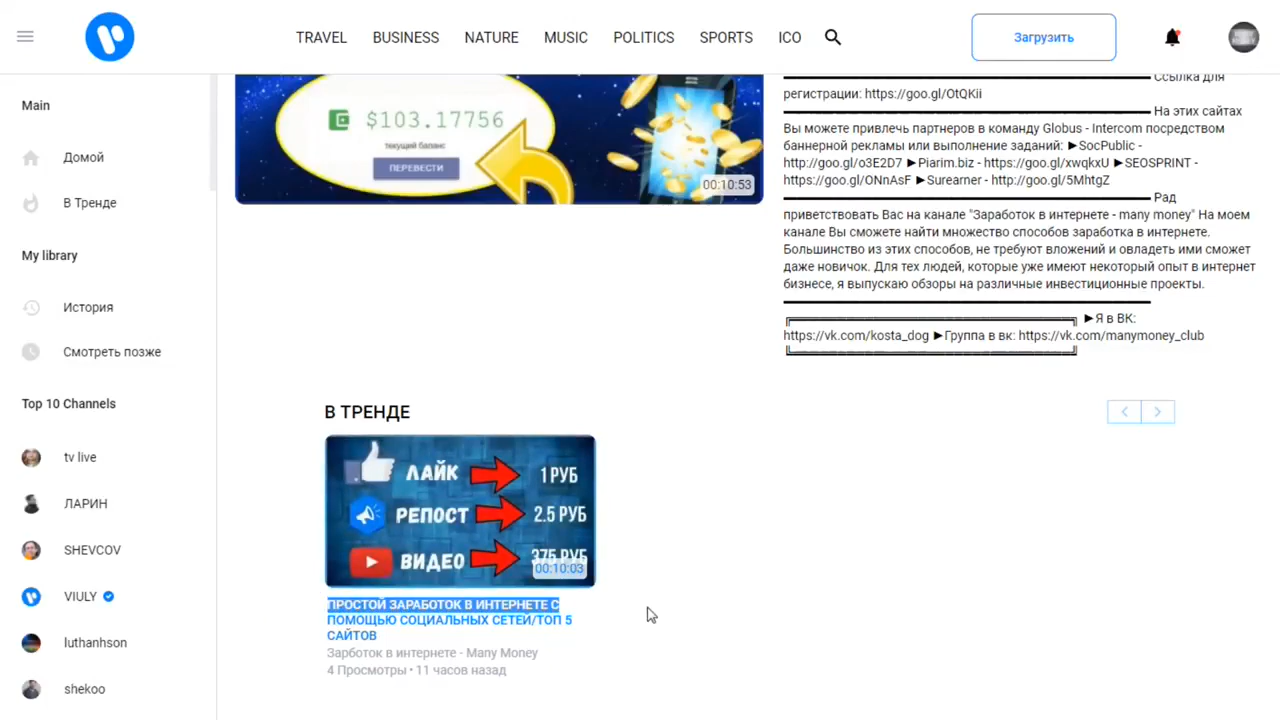 TRAVEL BUSINESS NATURE MUSIC POLITICS SPORTS ICO
Загрузить
Main
Домой
В Тренде
My library
История
Смотреть позже
Top 10 Channels
tv live
ЛАРИН
SHEVCOV
VIULY
luthanhson
shekoo
$103.17756
текущий баланс
ПЕРЕВЕСТИ
00:10:53
Ссылка для
регистрации: https://goo.gl/OtQKii
На этих сайтах
Вы можете привлечь партнеров в команду Globus - Intercom посредством
баннерной рекламы или выполнение заданий: ►SocPublic -
http://goo.gl/o3E2D7 ►Piarim.biz - https://goo.gl/xwqkxU ►SEOSPRINT -
https://goo.gl/ONnAsF ►Surearner - http://goo.gl/5MhtgZ
Рад
приветствовать Вас на канале "Заработок в интернете - many money" На моем
канале Вы сможете найти множество способов заработка в интернете.
Большинство из этих способов, не требуют вложений и овладеть ими сможет
даже новичок. Для тех людей, которые уже имеют некоторый опыт в интернет
бизнесе, я выпускаю обзоры на различные инвестиционные проекты.
►Я в ВК:
https://vk.com/kosta_dog ►Группа в вк: https://vk.com/manymoney_club
В ТРЕНДЕ
ЛАЙК 1 РУБ
РЕПОСТ 2.5 РУБ
ВИДЕО 375 РУБ
00:10:03
ПРОСТОЙ ЗАРАБОТОК В ИНТЕРНЕТЕ С
ПОМОЩЬЮ СОЦИАЛЬНЫХ СЕТЕЙ/ТОП 5
САЙТОВ
Зарботок в интернете - Many Money
4 Просмотры • 11 часов назад